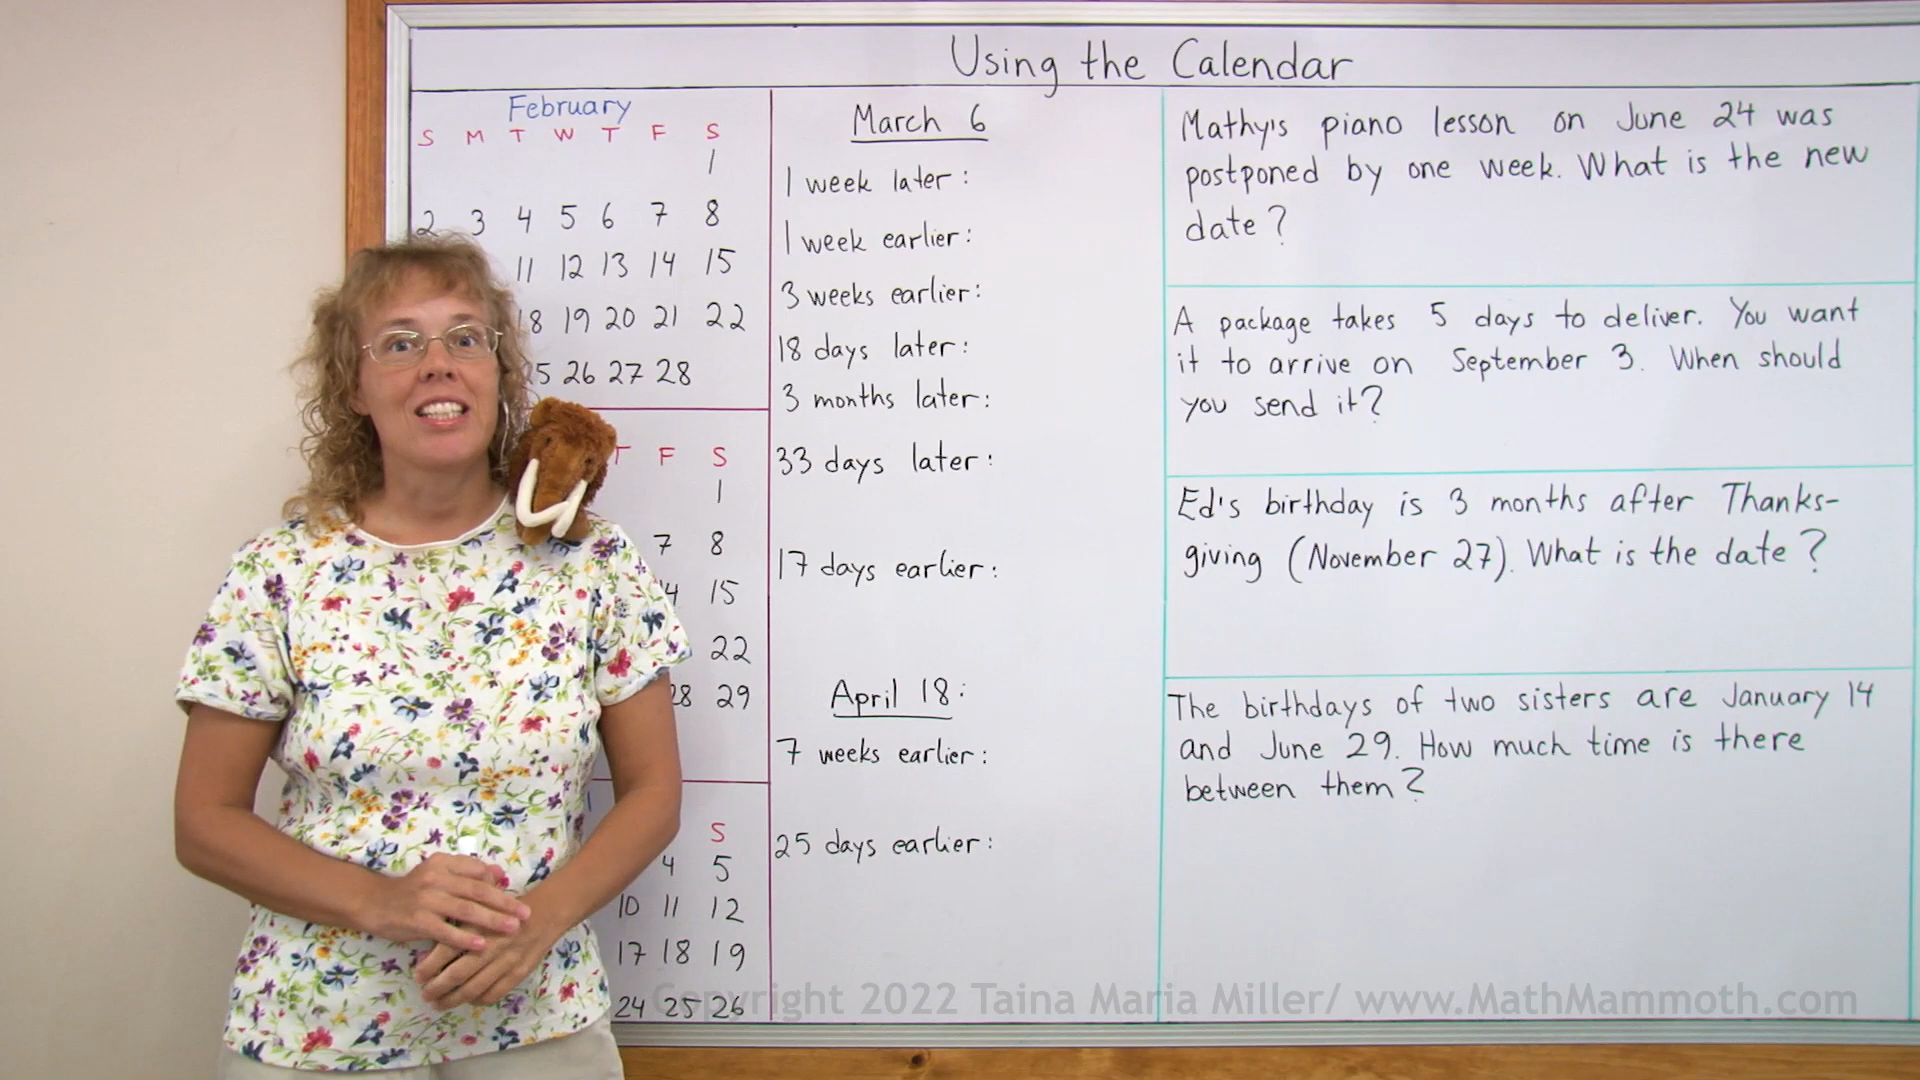 Using the Calendar
February
S M T W T F S
1
2 3 4 5 6 7 8
11 12 13 14 15
18 19 20 21 22
25 26 27 28
T F S
1
7 8
15
22
28 29
S
4 5
10 11 12
17 18 19
24 25 26
March 6
1 week later:
1 week earlier:
3 weeks earlier:
18 days later:
3 months later:
33 days later:
17 days earlier:
April 18:
7 weeks earlier:
25 days earlier:
Mathy's piano lesson on June 24 was
postponed by one week. What is the new
date?
A package takes 5 days to deliver. You want
it to arrive on September 3. When should
you send it?
Ed's birthday is 3 months after Thanks-
giving (November 27). What is the date?
The birthdays of two sisters are January 14
and June 29. How much time is there
between them?
Copyright 2022 Taina Maria Miller/ www.MathMammoth.com